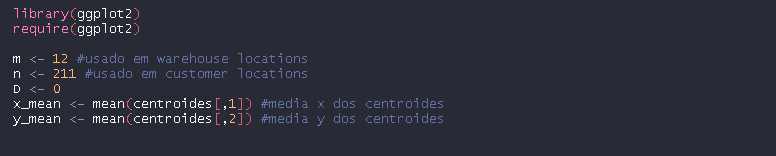 library(ggplot2)
require(ggplot2)
m <- 12 #usado em warehouse locations
n <- 211 #usado em customer locations
D <- 0
x_mean <- mean(centroides[,1]) #media x dos centroides
y_mean <- mean(centroides[,2]) #media y dos centroides